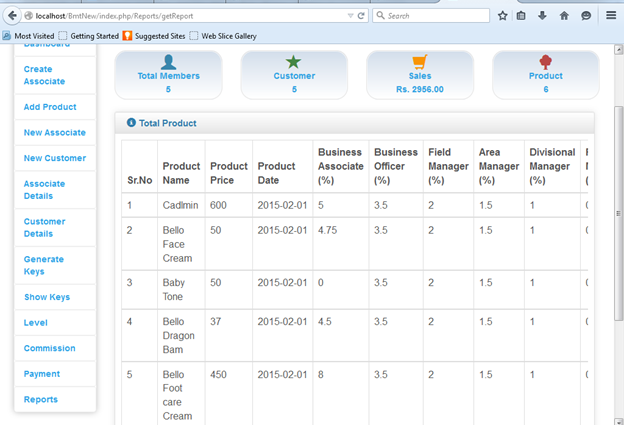 localhost/BmtNew/index.php/Reports/getReport
Search
Most Visited
Getting Started
Suggested Sites
Web Slice Gallery
Dashboard
Create
Associate
Add Product
New Associate
New Customer
Associate
Details
Customer
Details
Generate
Keys
Show Keys
Level
Commission
Payment
Reports
Total Members
5
Customer
5
Sales
Rs. 2956.00
Product
6
Total Product
Sr.No Product Name Product Price Product Date Business Associate (%) Business Officer (%) Field Manager (%) Area Manager (%) Divisional Manager (%)
1 Cadlmin 600 2015-02-01 5 3.5 2 1.5 1
2 Bello 50 2015-02-01 4.75 3.5 2 1.5 1
Face
Cream
3 Baby 50 2015-02-01 0 3.5 2 1.5 1
Tone
4 Bello 37 2015-02-01 4.5 3.5 2 1.5 1
Dragon
Bam
5 Bello 450 2015-02-01 8 3.5 2 1.5 1
Foot
care
Cream